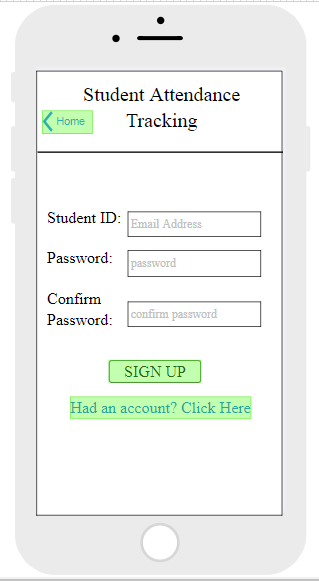 Student Attendance
Tracking
Home
Student ID:
Email Address
Password:
password
Confirm
Password:
confirm password
SIGN UP
Had an account? Click Here